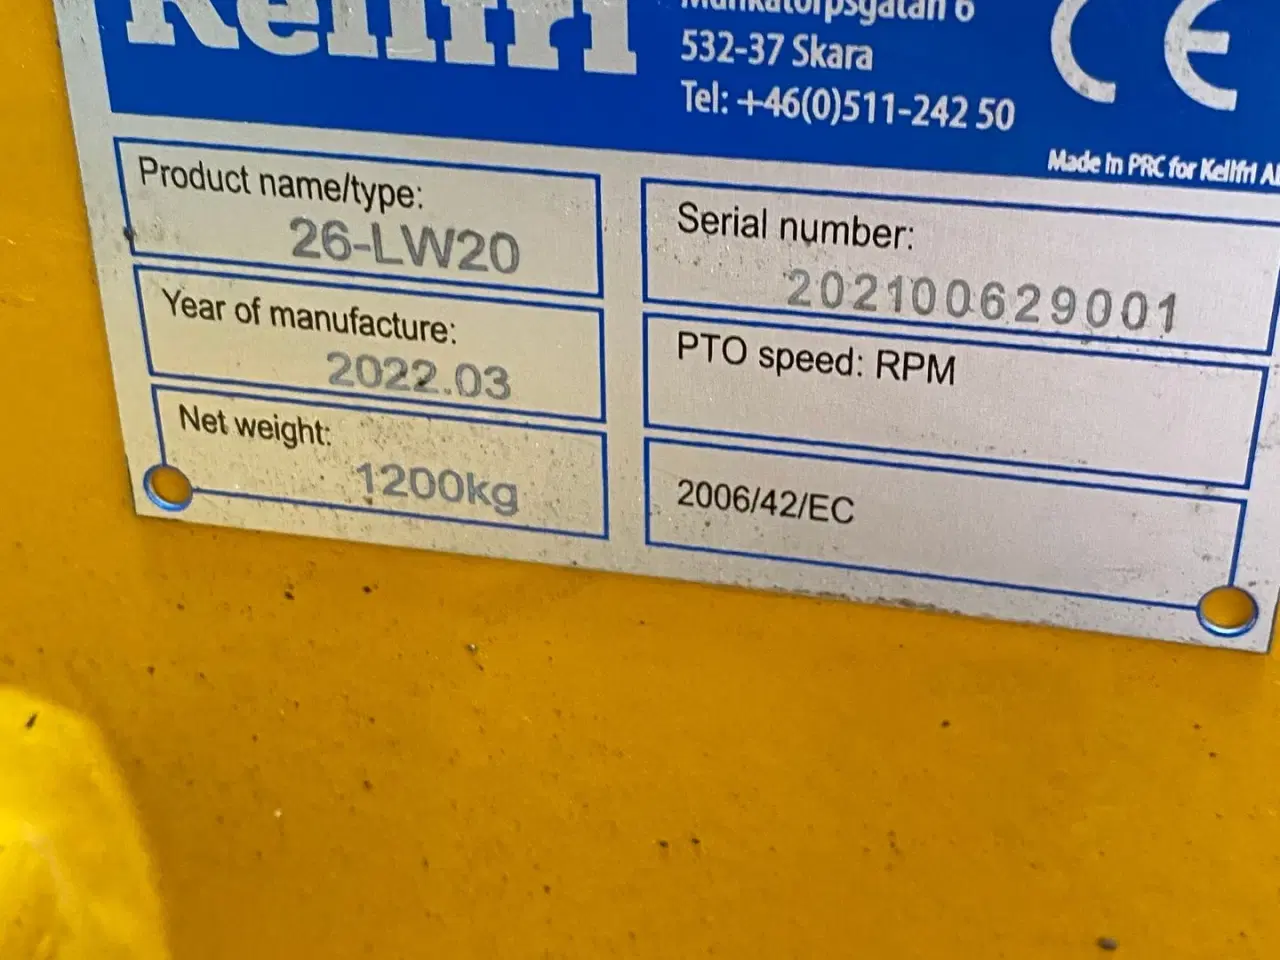 Kellfri
Munkatorpsgatan 6
532-37 Skara
Tel: +46(0)511-242 50
CE
Made in PRC for Kellfri
Product name/type:
26-LW20
Serial number:
202100629001
Year of manufacture:
2022.03
PTO speed: RPM
Net weight:
1200kg
2006/42/EC